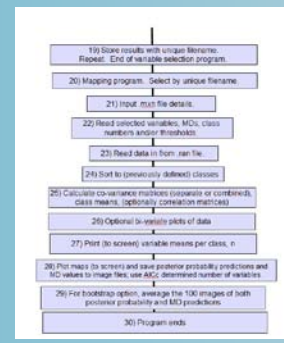 19) Store results with unique filename.
Repeat. End of variable selection program.
20) Mapping program. Select by unique filename.
21) Input .mxn file details.
22) Read selected variables, MDs, class
numbers and/or thresholds.
23) Read data in from .ran file.
24) Sort to (previously defined) classes
25) Calculate co-variance matrices (separate or combined),
class means, (optionally correlation matrices)
26) Optional bi-variate plots of data
27) Print (to screen) variable means per class, n
28) Plot maps (to screen) and save posterior probability predictions and
MD values to image files; use AICc determined number of variables
29) For bootstrap option, average the 100 images of both
posterior probability and MD predictions
30) Program ends